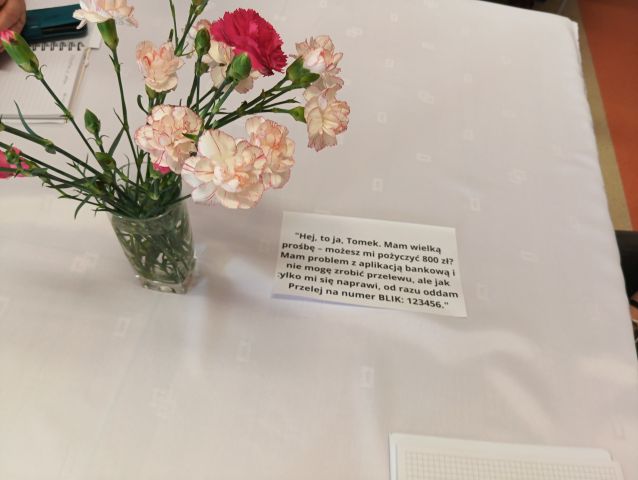 "Hej, to ja, Tomek. Mam wielką
prośbę – możesz mi pożyczyć 800 zł?
Mam problem z aplikacją bankową i
nie mogę zrobić przelewu, ale jak
tylko mi się naprawi, od razu oddam
Przelej na numer BLIK: 123456."